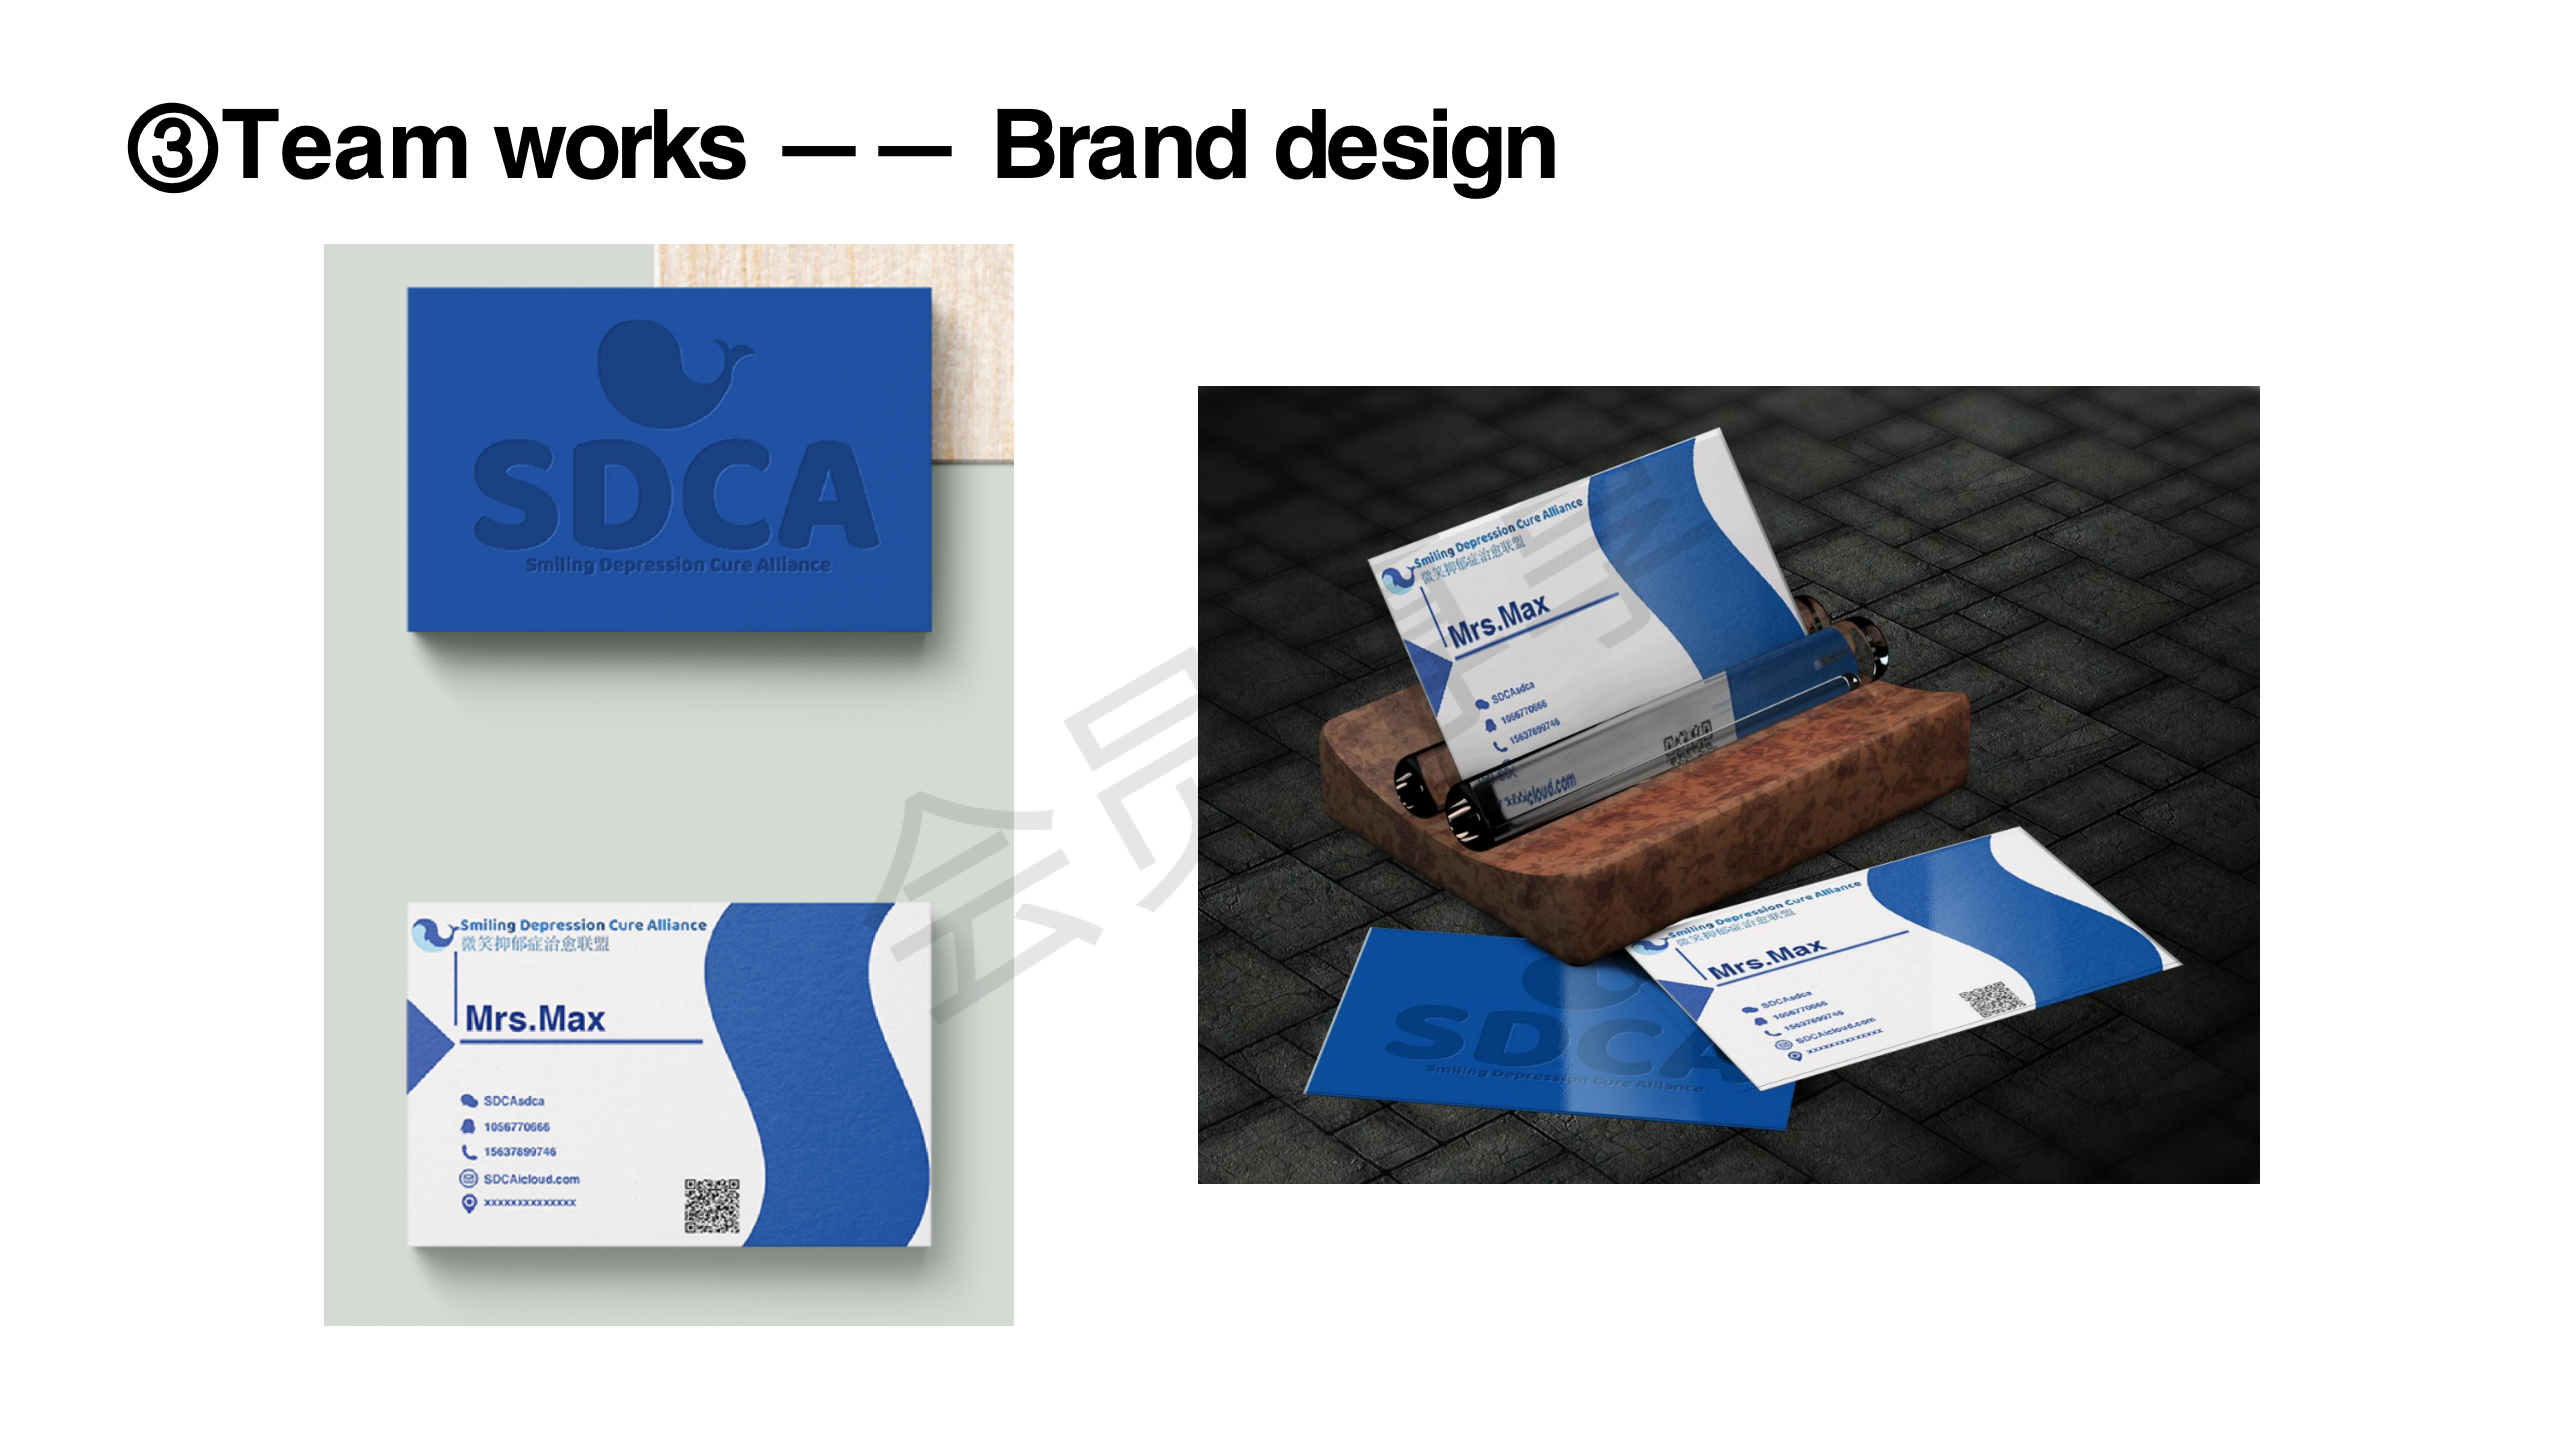 ③Team works —— Brand design
SDCA
Smiling Depression Cure Alliance
Smiling Depression Cure Alliance
微笑抑郁症治愈联盟
Mrs.Max
SDCAsdca
1056770666
15637899746
SDCAicloud.com
xxxxxxxxxxxxxx
Smiling Depression Cure Alliance
微笑抑郁症治愈联盟
Mrs.Max
SDCAsdca
1056770666
15637899746
icloud.com
SDCA
Smiling Depression Cure Alliance
Smiling Depression Cure Alliance
微笑抑郁症治愈联盟
Mrs.Max
SDCAsdca
1056770666
15637899746
SDCAicloud.com
xxxxxxxxxxxxxx
会员